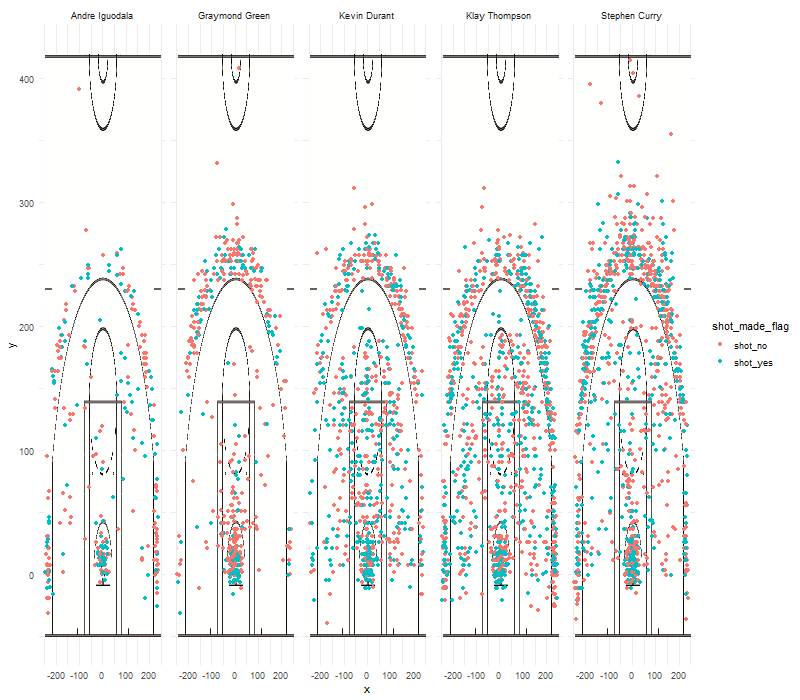 Andre Iguodala Graymond Green Kevin Durant Klay Thompson Stephen Curry
400
300
200
100
0
y
-200 -100 0 100 200 -200 -100 0 100 200 -200 -100 0 100 200 -200 -100 0 100 200 -200 -100 0 100 200
x
shot_made_flag
shot_no
shot_yes